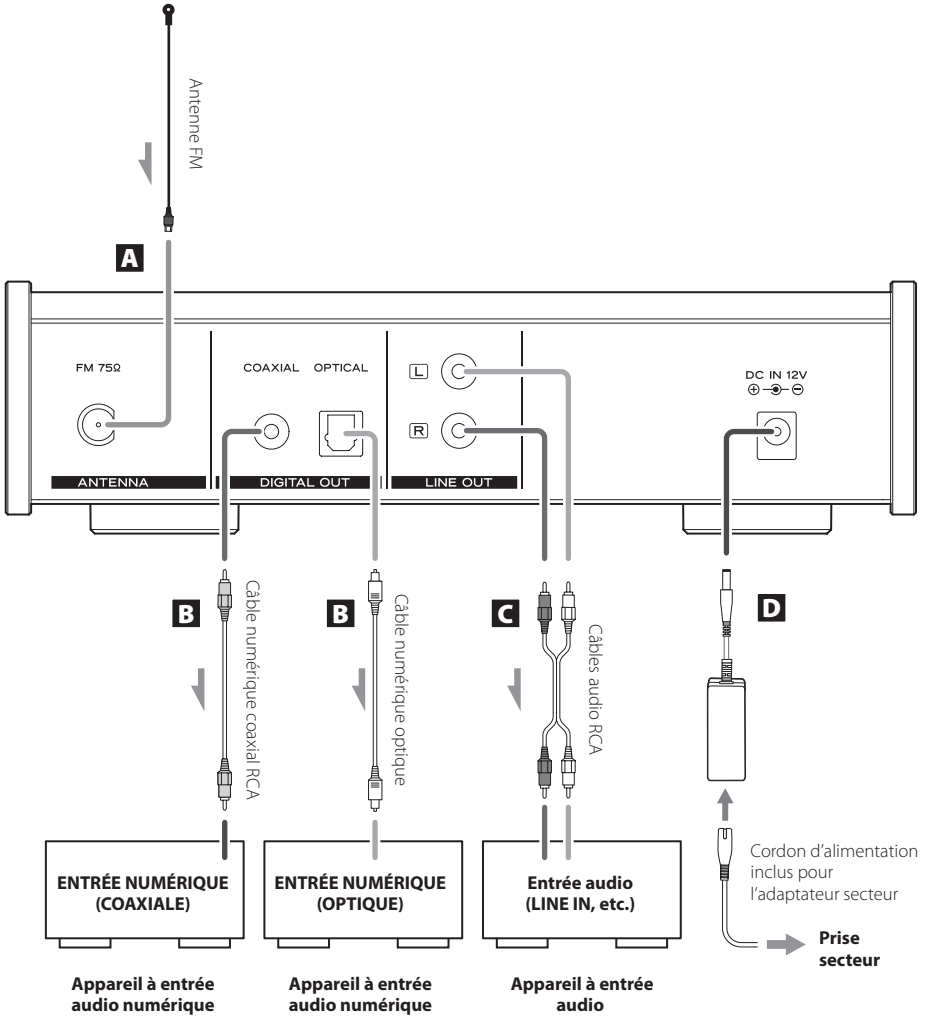 Antenne FM
A
FM 75Ω
COAXIAL
OPTICAL
L
R
DC IN 12V
ANTENNA
DIGITAL OUT
LINE OUT
B
Câble numérique coaxial RCA
B
Câble numérique optique
C
Câbles audio RCA
D
ENTRÉE NUMÉRIQUE
(COAXIALE)
ENTRÉE NUMÉRIQUE
(OPTIQUE)
Entrée audio
(LINE IN, etc.)
Cordon d’alimentation
inclus pour
l’adaptateur secteur
Prise
secteur
Appareil à entrée
audio numérique
Appareil à entrée
audio numérique
Appareil à entrée
audio